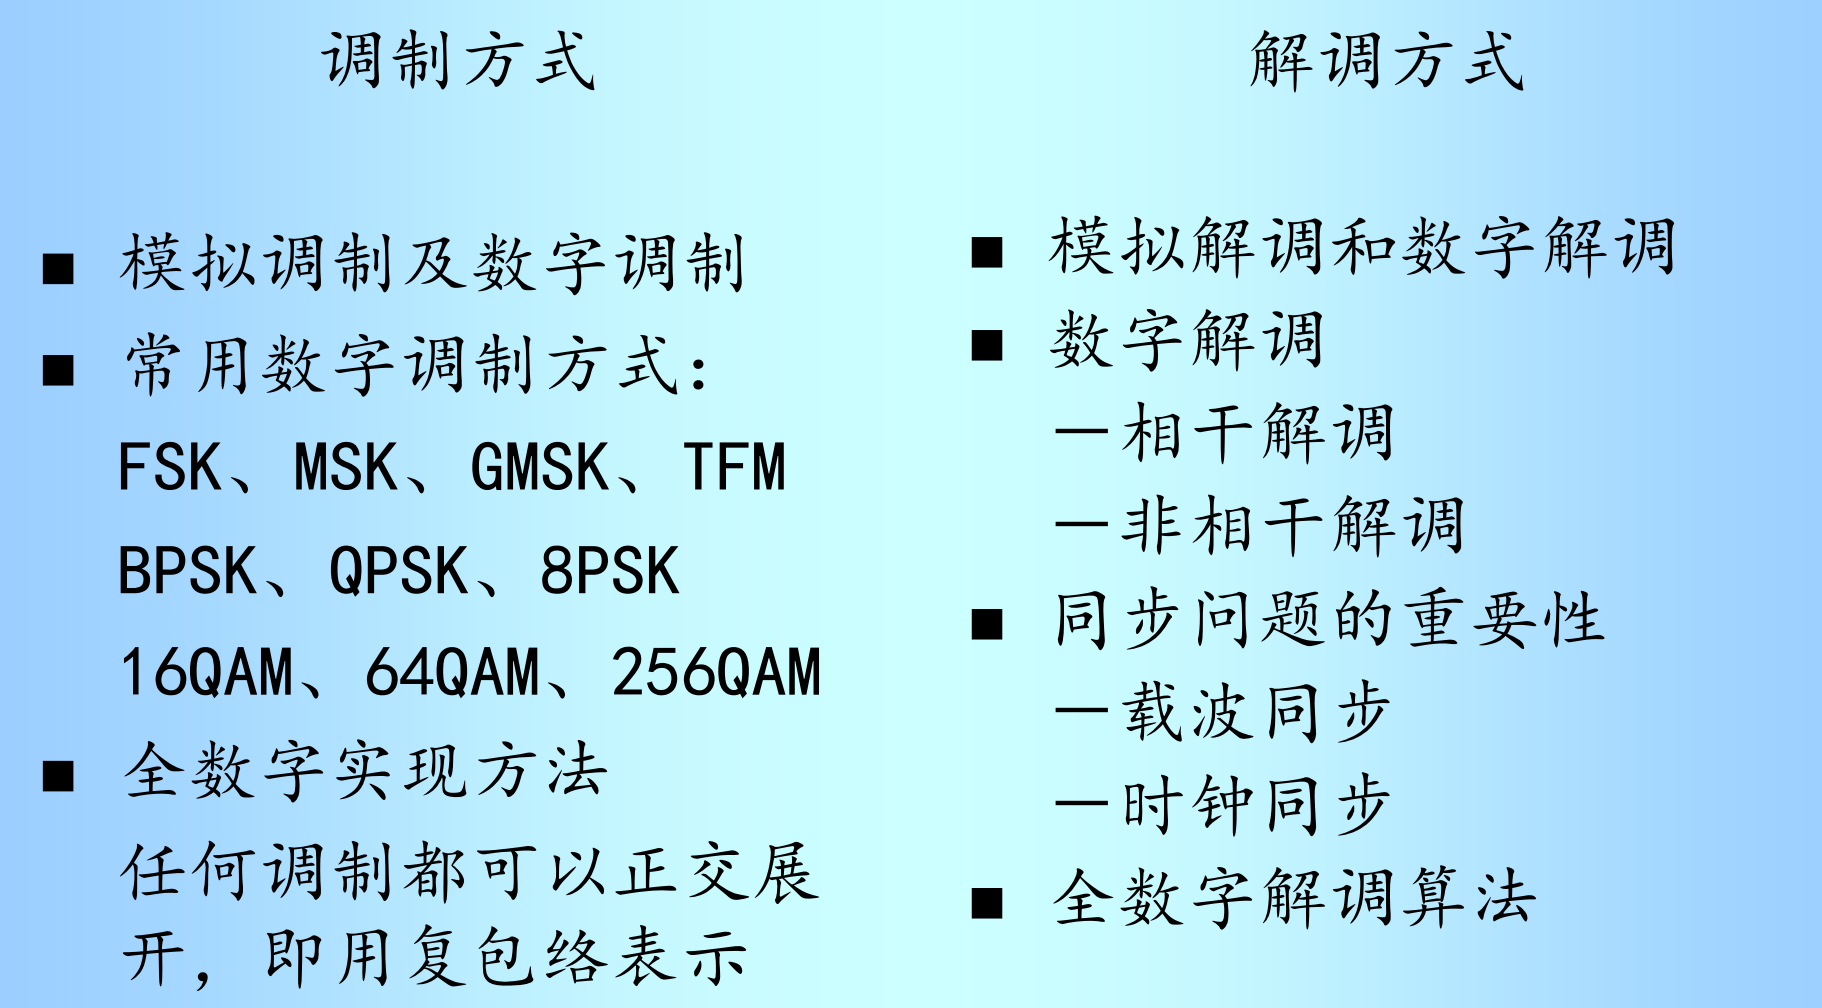 调制方式
■ 模拟调制及数字调制
■ 常用数字调制方式：
FSK、MSK、GMSK、TFM
BPSK、QPSK、8PSK
16QAM、64QAM、256QAM
■ 全数字实现方法
任何调制都可以正交展
开，即用复包络表示
解调方式
■ 模拟解调和数字解调
■ 数字解调
—相干解调
—非相干解调
■ 同步问题的重要性
—载波同步
—时钟同步
■ 全数字解调算法